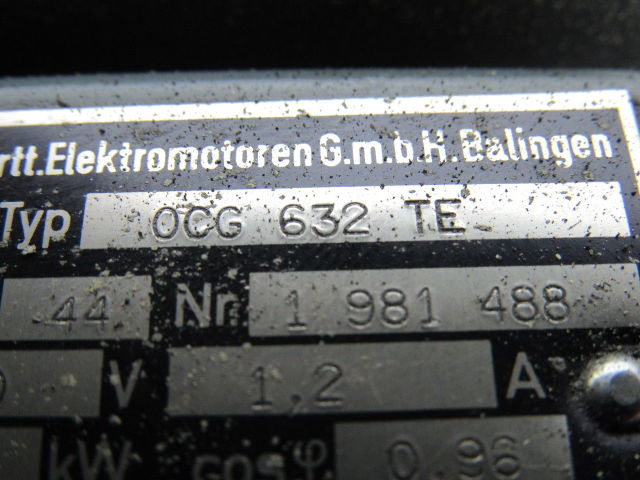 rtt.Elektromotoren G.m.b.H. Balingen
Typ OCG 632 TE
44 Nr. 1 981 488
V 1,2 A
kW cos φ 0.96